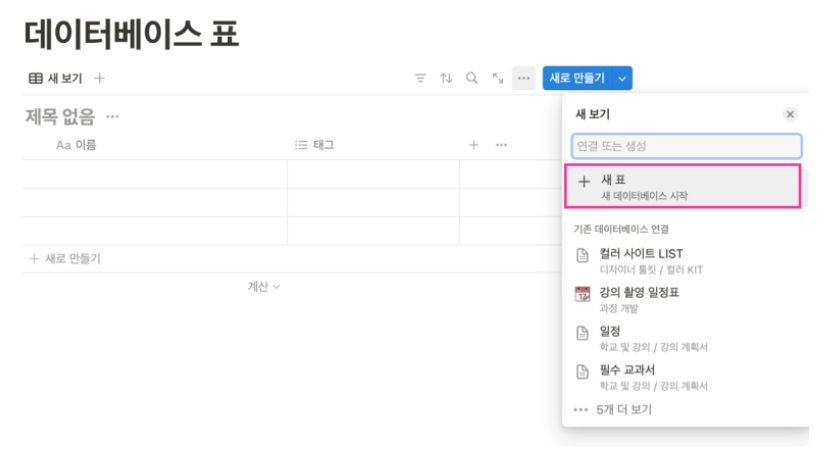 데이터베이스 표
새 보기
새로 만들기
제목 없음 ···
Aa 이름
태그
+ ···
새로 만들기
계산
새 보기
연결 또는 생성
+ 새 표
새 데이터베이스 시작
기존 데이터베이스 연결
컬러 사이트 LIST
디자이너 툴킷 / 컬러 KIT
강의 촬영 일정표
과정 개발
일정
학교 및 강의 / 강의 계획서
필수 교과서
학교 및 강의 / 강의 계획서
··· 5개 더 보기